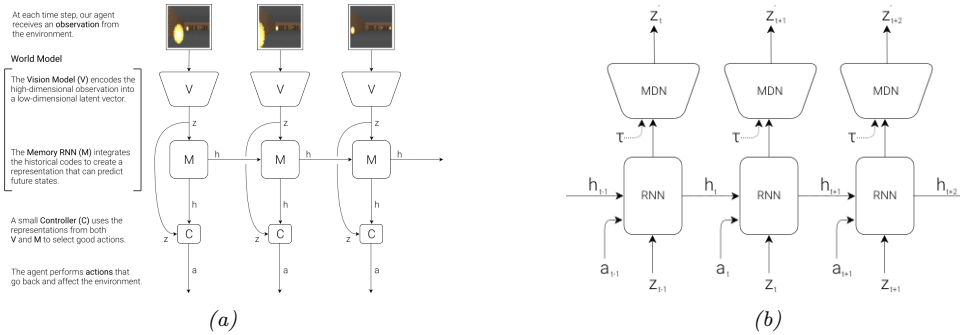 At each time step, our agent
receives an observation from
the environment.
World Model
The Vision Model (V) encodes the
high-dimensional observation into
a low-dimensional latent vector.
The Memory RNN (M) integrates
the historical codes to create a
representation that can predict
future states.
A small Controller (C) uses the
representations from both
V and M to select good actions.
The agent performs actions that
go back and affect the environment.
V V V
z z z
M h M h M h
h h h
z C z C z C
a a a
(a)
z_t z_{t+1} z_{t+2}
MDN MDN MDN
τ τ τ
h_{t-1} RNN h_t RNN h_{t+1} RNN h_{t+2}
a_{t-1} a_t a_{t+1}
z_{t-1} z_t z_{t+1}
(b)